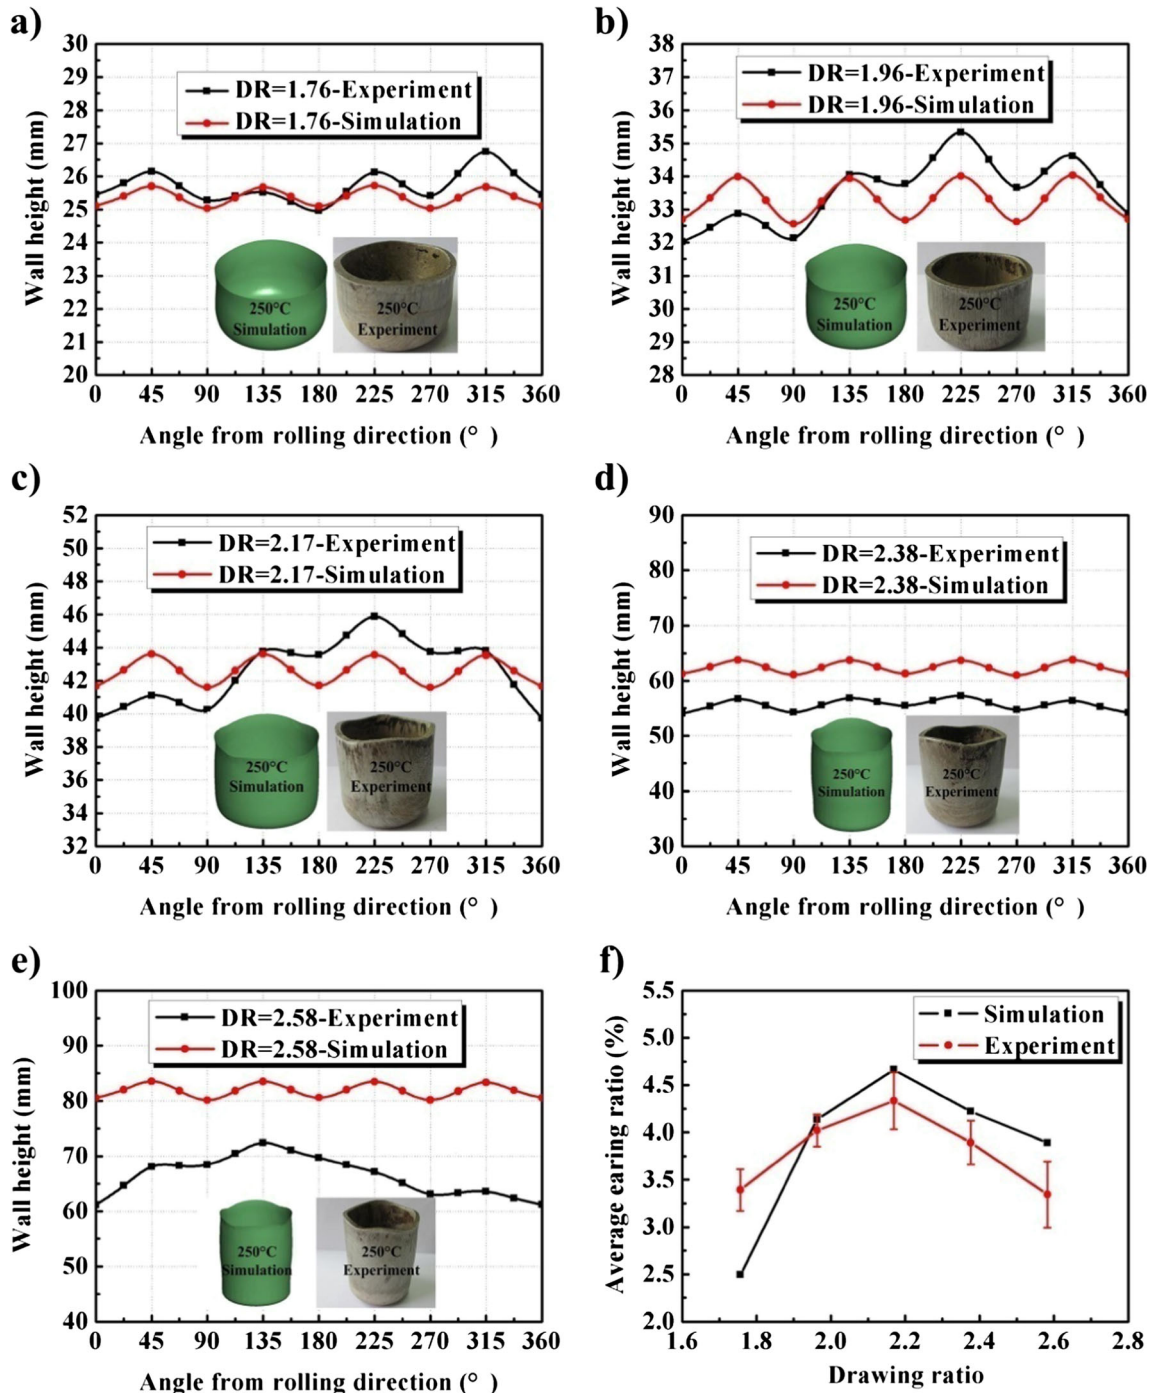 a)
30
29
28
27
26
25
24
23
22
21
20
Wall height (mm)
DR=1.76-Experiment
DR=1.76-Simulation
250°C
Simulation
250°C
Experiment
0 45 90 135 180 225 270 315 360
Angle from rolling direction (° )
b)
38
37
36
35
34
33
32
31
30
29
28
Wall height (mm)
DR=1.96-Experiment
DR=1.96-Simulation
250°C
Simulation
250°C
Experiment
0 45 90 135 180 225 270 315 360
Angle from rolling direction (° )
c)
52
50
48
46
44
42
40
38
36
34
32
Wall height (mm)
DR=2.17-Experiment
DR=2.17-Simulation
250°C
Simulation
250°C
Experiment
0 45 90 135 180 225 270 315 360
Angle from rolling direction (° )
d)
90
80
70
60
50
40
30
Wall height (mm)
DR=2.38-Experiment
DR=2.38-Simulation
250°C
Simulation
250°C
Experiment
0 45 90 135 180 225 270 315 360
Angle from rolling direction (° )
e)
100
90
80
70
60
50
40
Wall height (mm)
DR=2.58-Experiment
DR=2.58-Simulation
250°C
Simulation
250°C
Experiment
0 45 90 135 180 225 270 315 360
Angle from rolling direction (° )
f)
5.5
5.0
4.5
4.0
3.5
3.0
2.5
2.0
Average earing ratio (%)
Simulation
Experiment
1.6 1.8 2.0 2.2 2.4 2.6 2.8
Drawing ratio